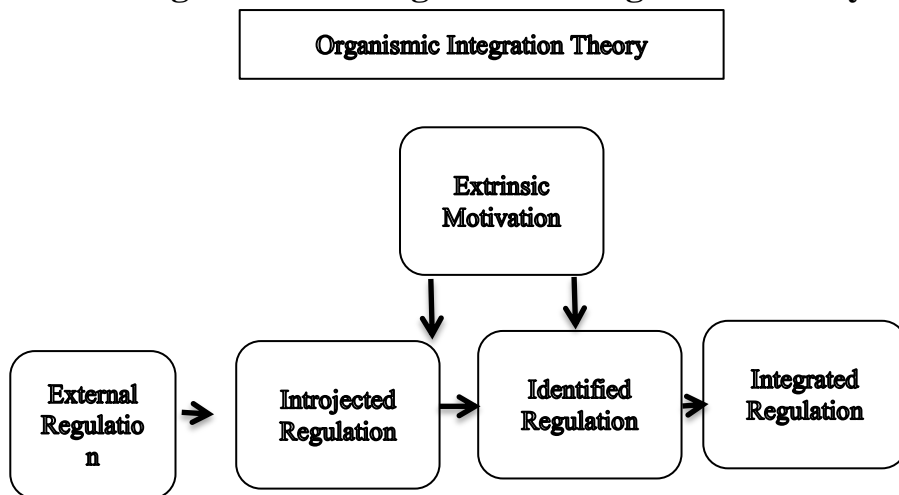 Organismic Integration Theory
Extrinsic
Motivation
External
Regulatio
n
Introjected
Regulation
Identified
Regulation
Integrated
Regulation